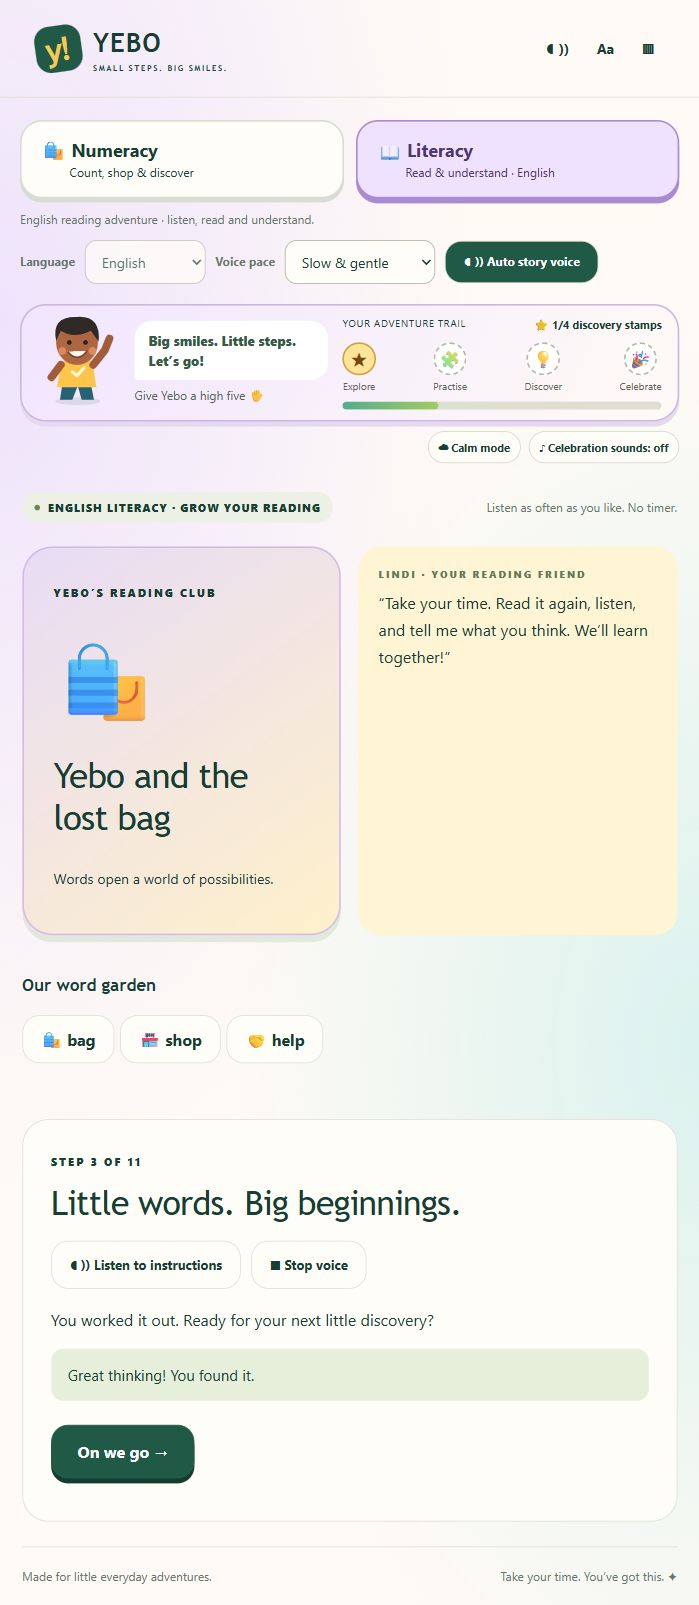 y!
YEBO
SMALL STEPS. BIG SMILES.
Aa
Numeracy
Count, shop & discover
Literacy
Read & understand · English
English reading adventure · listen, read and understand.
Language
English
Voice pace
Slow & gentle
Auto story voice
Big smiles. Little steps.
Let's go!
Give Yebo a high five
YOUR ADVENTURE TRAIL
1/4 discovery stamps
Explore
Practise
Discover
Celebrate
Calm mode
♪ Celebration sounds: off
ENGLISH LITERACY · GROW YOUR READING
Listen as often as you like. No timer.
YEBO'S READING CLUB
Yebo and the
lost bag
Words open a world of possibilities.
LINDI · YOUR READING FRIEND
“Take your time. Read it again, listen,
and tell me what you think. We'll learn
together!”
Our word garden
bag
shop
help
STEP 3 OF 11
Little words. Big beginnings.
Listen to instructions
Stop voice
You worked it out. Ready for your next little discovery?
Great thinking! You found it.
On we go →
Made for little everyday adventures.
Take your time. You've got this. ✦